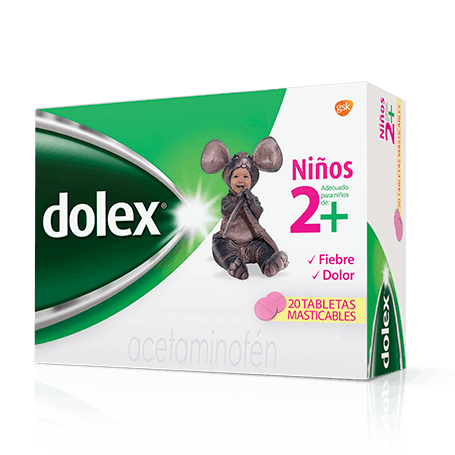 gsk
dolex®
Niños
2+
Adecuado
para niños
de:
✓ Fiebre
✓ Dolor
20 TABLETAS
MASTICABLES
acetaminofén
Niños
2+
20 TABLETAS MASTICABLES
dolex